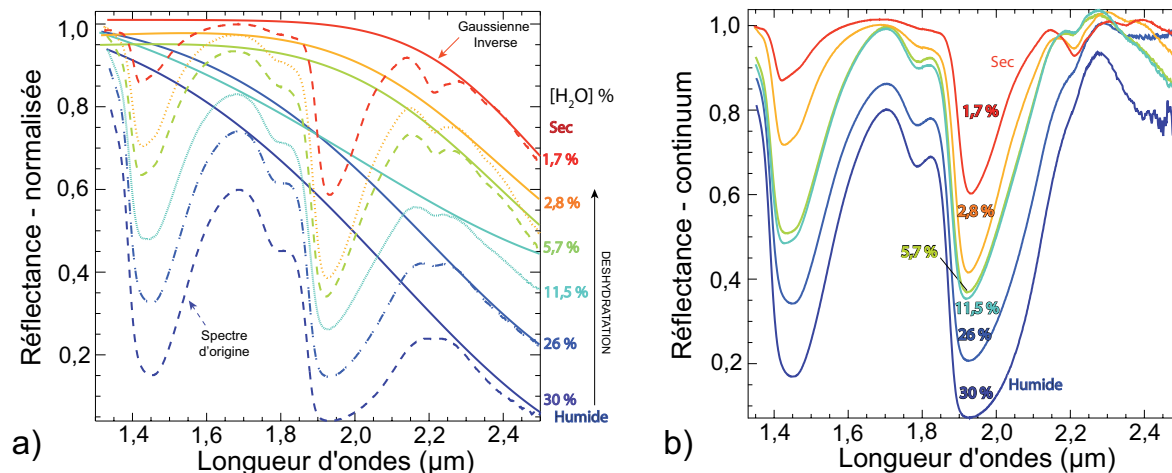 Réflectance - normalisée
1,0
0,8
0,6
0,4
0,2
1,4
1,6
1,8
2,0
2,2
2,4
Longueur d'ondes (µm)
a)
Gaussienne
Inverse
Spectre
d'origine
[H₂O] %
Sec
1,7 %
2,8 %
5,7 %
11,5 %
26 %
30 %
Humide
DESHYDRATATION
Réflectance - continuum
1,0
0,8
0,6
0,4
0,2
1,4
1,6
1,8
2,0
2,2
2,4
Longueur d'ondes (µm)
b)
Sec
1,7 %
2,8 %
5,7 %
11,5 %
26 %
30 %
Humide